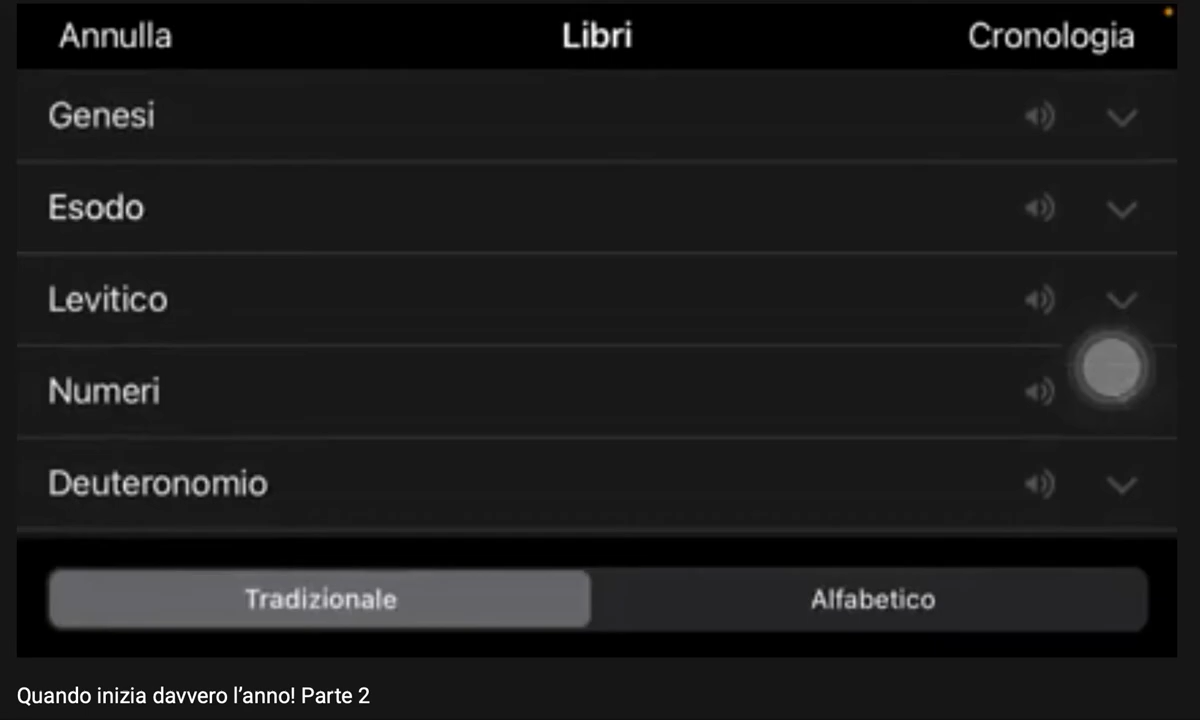 Annulla Libri Cronologia
Genesi
Esodo
Levitico
Numeri
Deuteronomio
Tradizionale Alfabetico
Quando inizia davvero l’anno! Parte 2